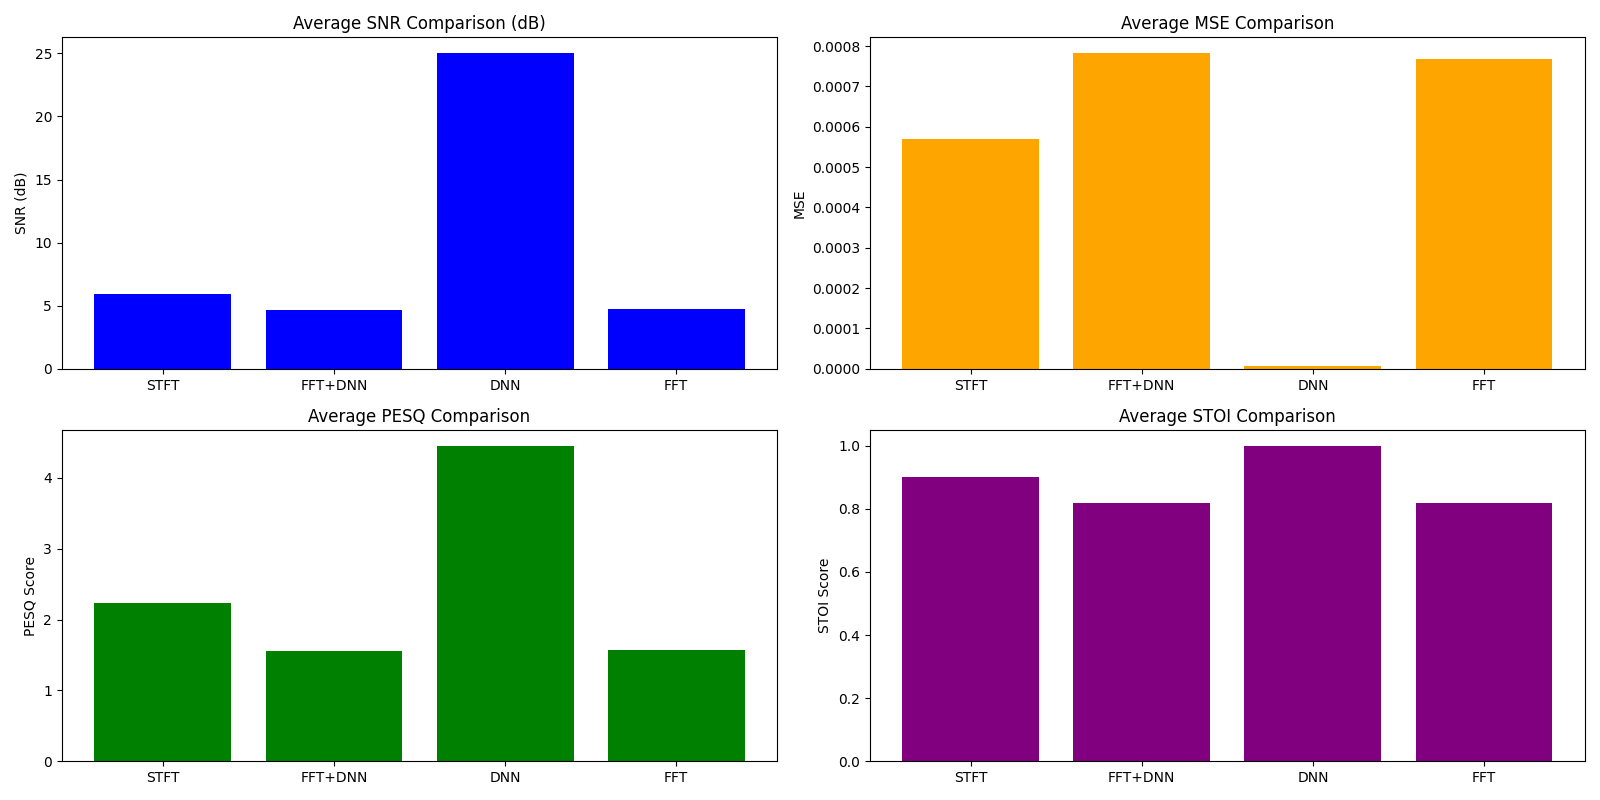 Average SNR Comparison (dB)
SNR (dB)
25
20
15
10
5
0
STFT FFT+DNN DNN FFT
Average MSE Comparison
MSE
0.0008
0.0007
0.0006
0.0005
0.0004
0.0003
0.0002
0.0001
0.0000
STFT FFT+DNN DNN FFT
Average PESQ Comparison
PESQ Score
4
3
2
1
0
STFT FFT+DNN DNN FFT
Average STOI Comparison
STOI Score
1.0
0.8
0.6
0.4
0.2
0.0
STFT FFT+DNN DNN FFT